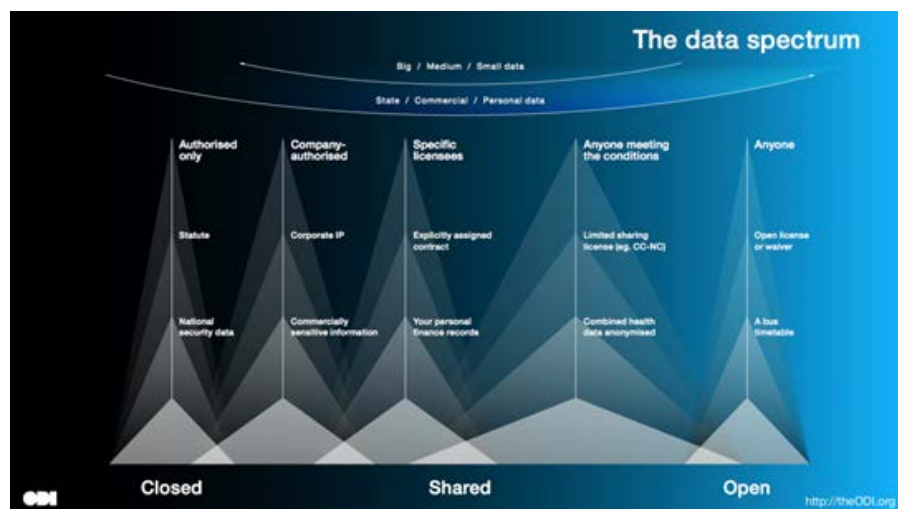 The data spectrum
Big / Medium / Small data
State / Commercial / Personal data
Authorised
only
Company-
authorised
Specific
licensees
Anyone meeting
the conditions
Anyone
Statute
Corporate IP
Explicitly assigned
contract
Limited sharing
license (eg. CC-NC)
Open license
or waiver
National
security data
Commercially
sensitive information
Your personal
finance records
Combined health
data anonymised
A bus
timetable
Closed
Shared
Open
ODI
http://theODI.org